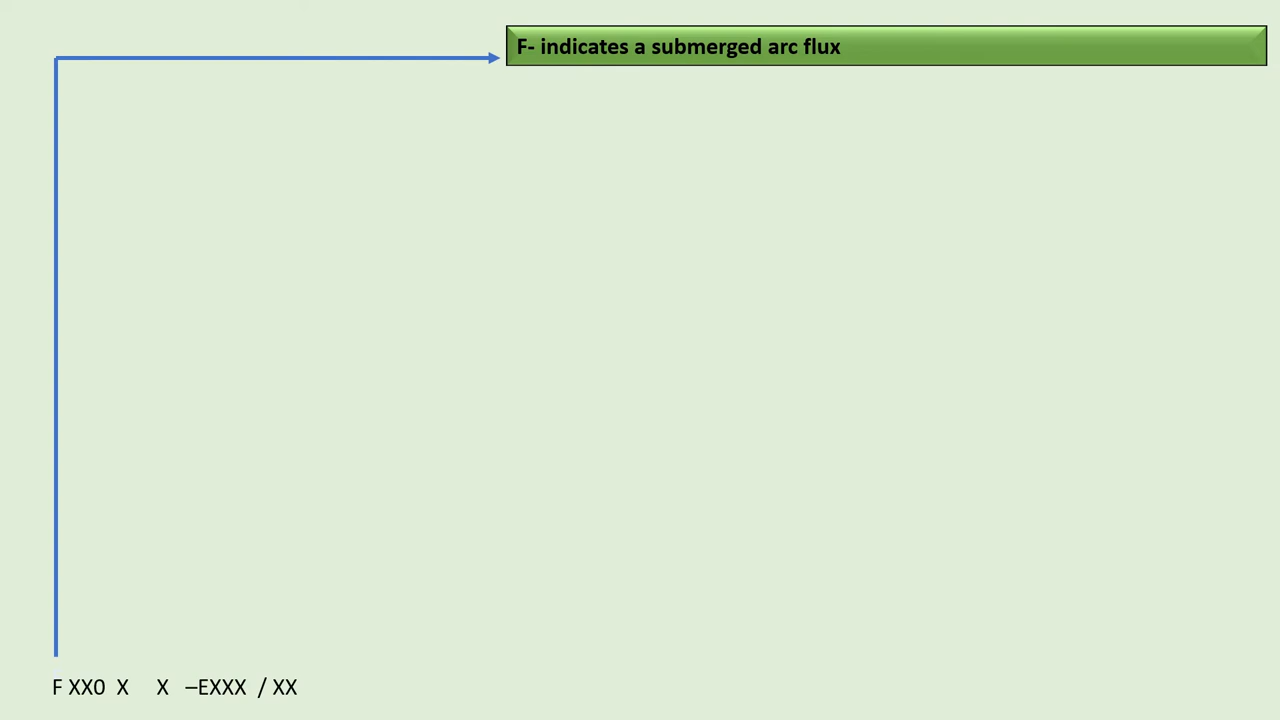 F- indicates a submerged arc flux
F XX0 X X –EXXX / XX